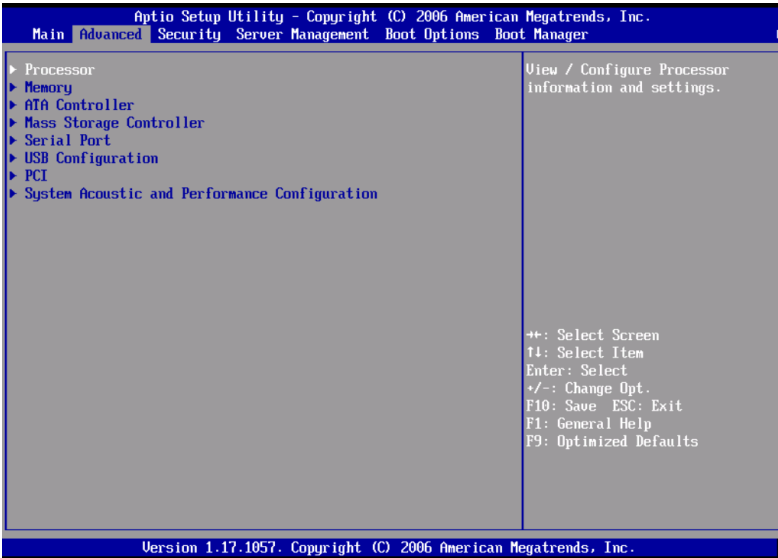 Aptio Setup Utility - Copyright (C) 2006 American Megatrends, Inc.
Main Advanced Security Server Management Boot Options Boot Manager
Processor
Memory
ATA Controller
Mass Storage Controller
Serial Port
USB Configuration
PCI
System Acoustic and Performance Configuration
View / Configure Processor
information and settings.
→←: Select Screen
↑↓: Select Item
Enter: Select
+/-: Change Opt.
F10: Save ESC: Exit
F1: General Help
F9: Optimized Defaults
Version 1.17.1057. Copyright (C) 2006 American Megatrends, Inc.